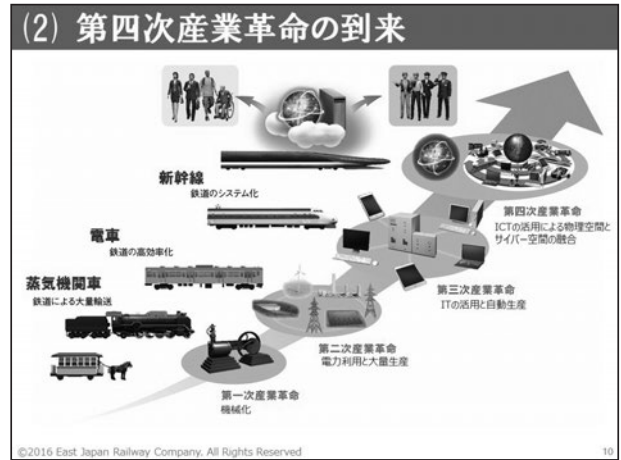 (2) 第四次産業革命の到来
新幹線
鉄道のシステム化
電車
鉄道の高効率化
蒸気機関車
鉄道による大量輸送
第四次産業革命
ICTの活用による物理空間と
サイバー空間の融合
第三次産業革命
ITの活用と自動生産
第二次産業革命
電力利用と大量生産
第一次産業革命
機械化
©2016 East Japan Railway Company. All Rights Reserved
10